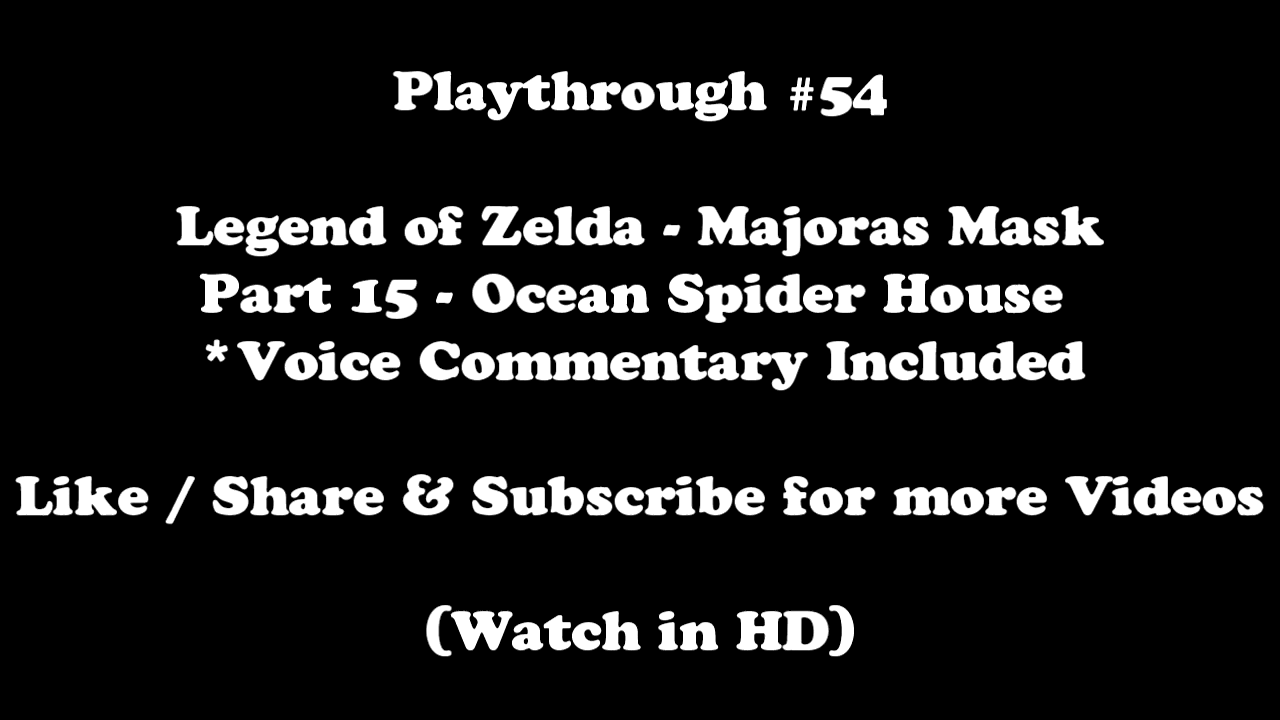 Playthrough #54
Legend of Zelda - Majoras Mask
Part 15 - Ocean Spider House
*Voice Commentary Included
Like / Share & Subscribe for more Videos
(Watch in HD)